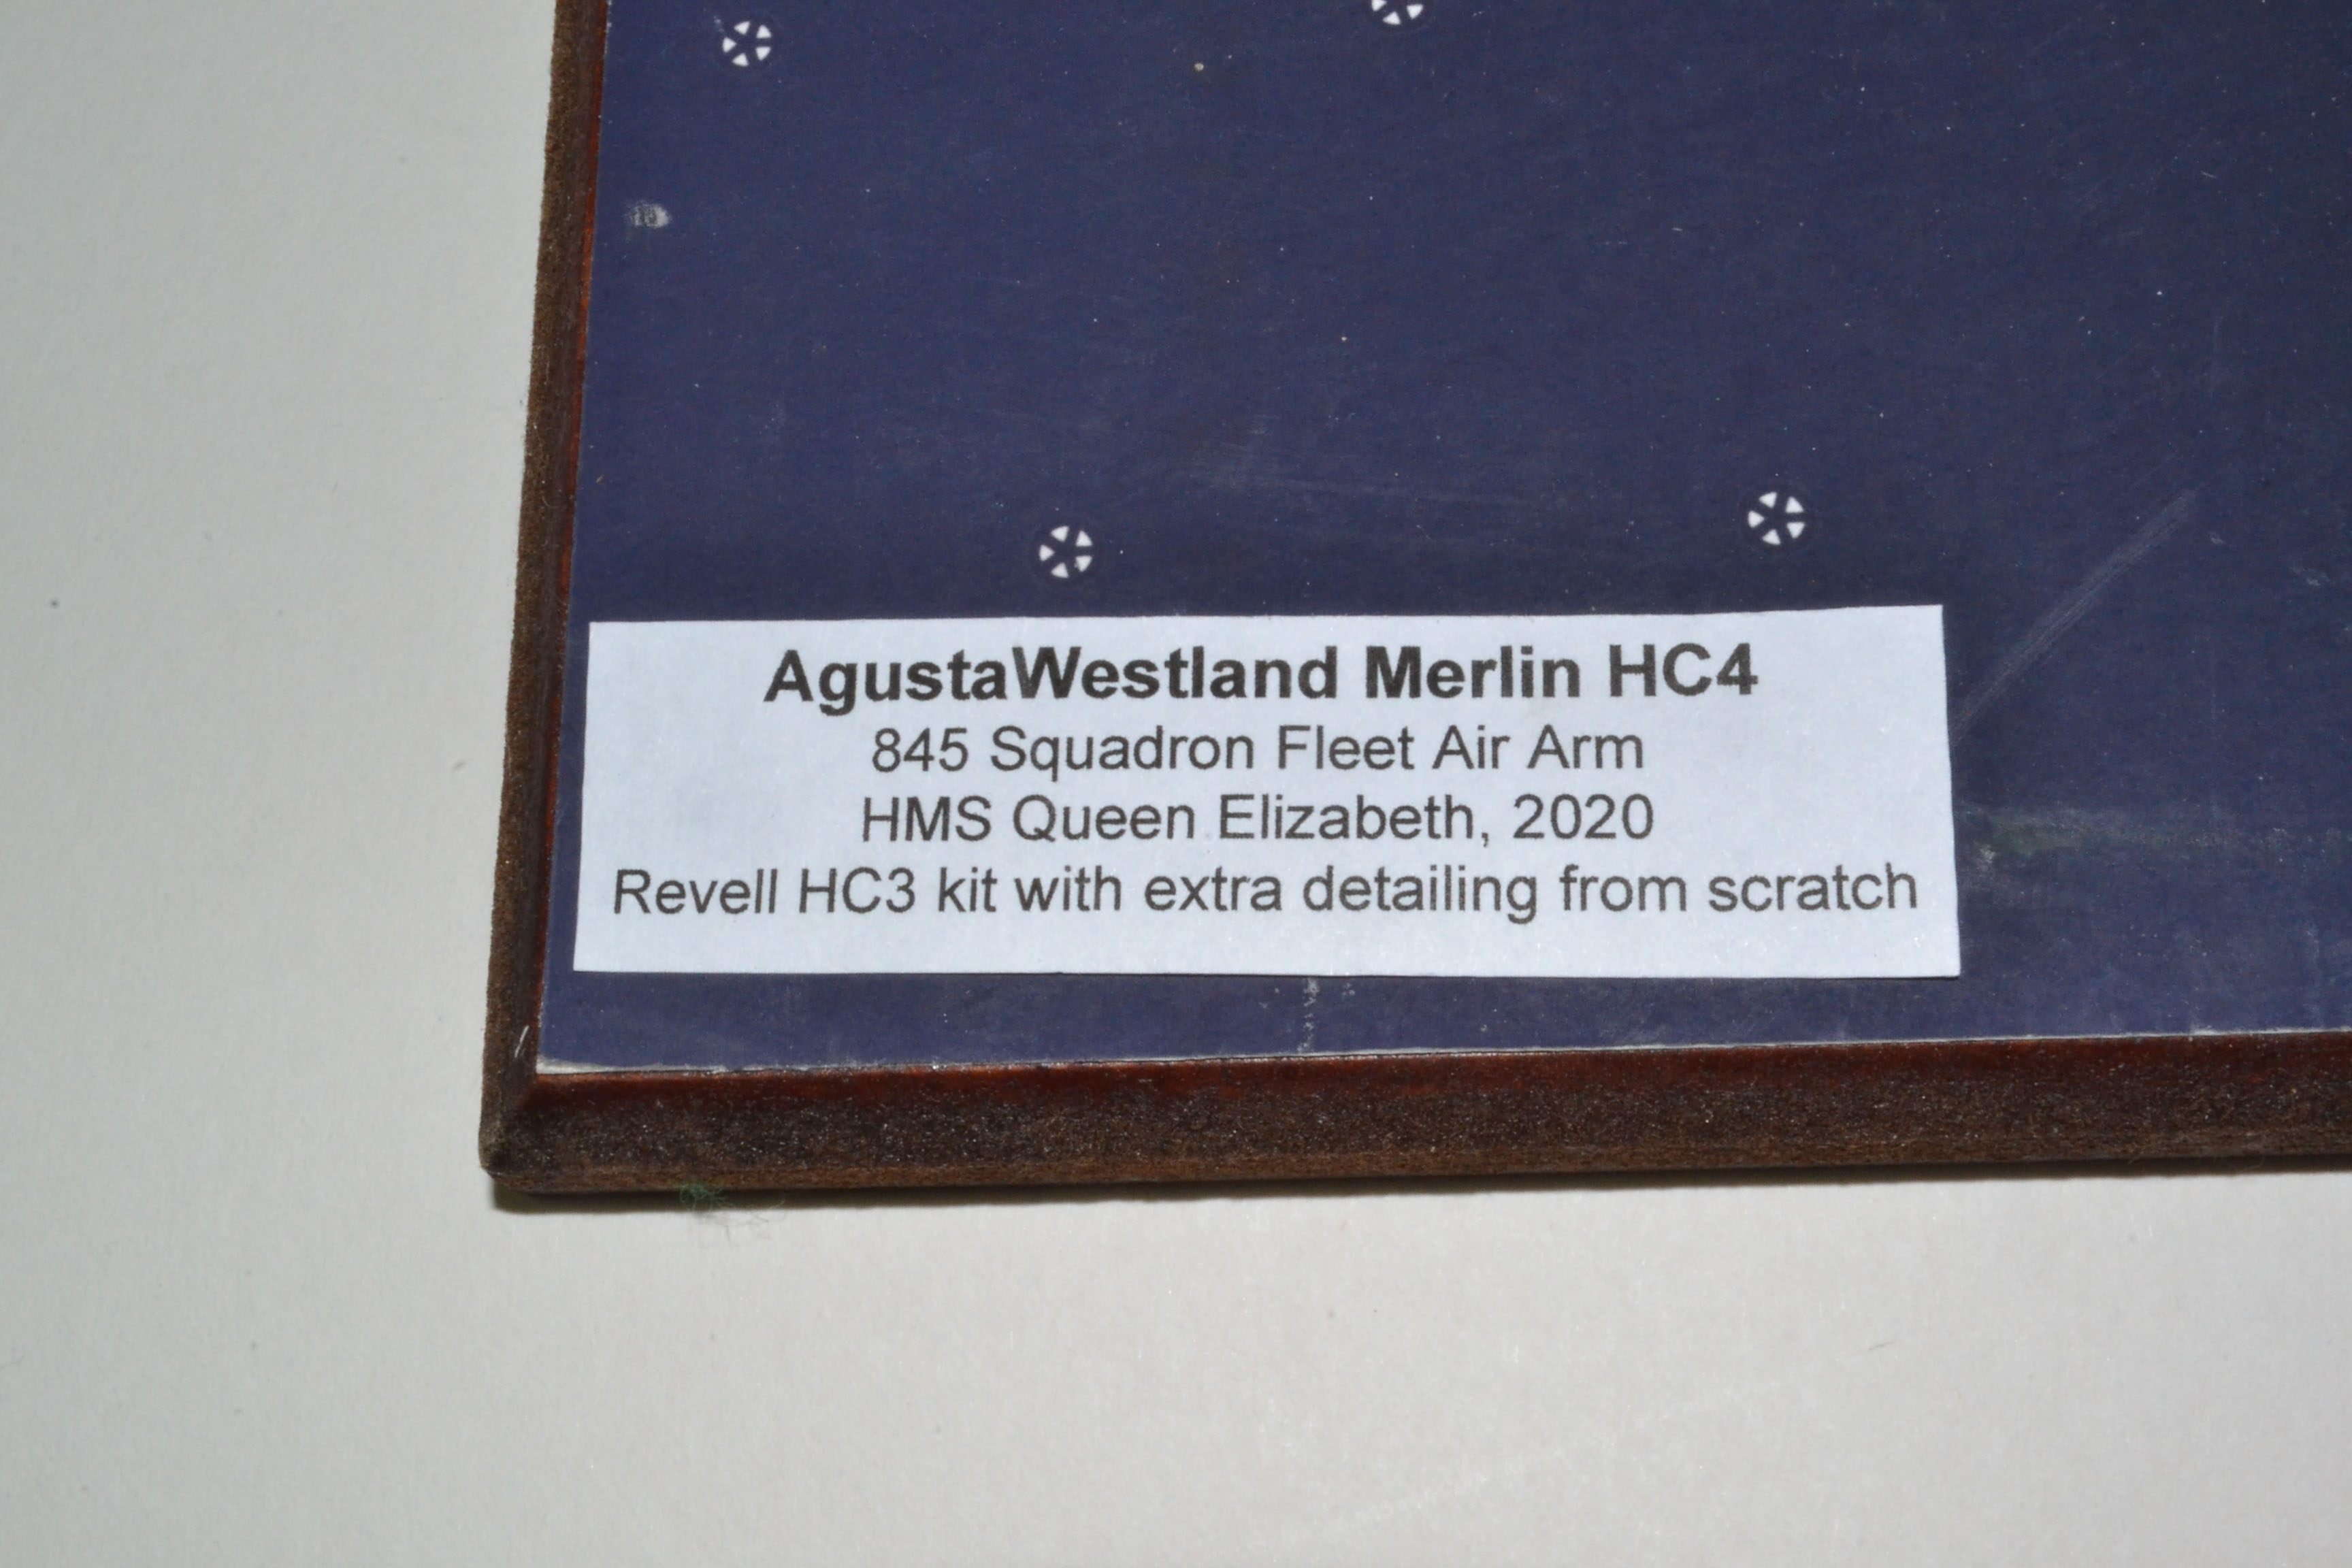 AgustaWestland Merlin HC4
845 Squadron Fleet Air Arm
HMS Queen Elizabeth, 2020
Revell HC3 kit with extra detailing from scratch